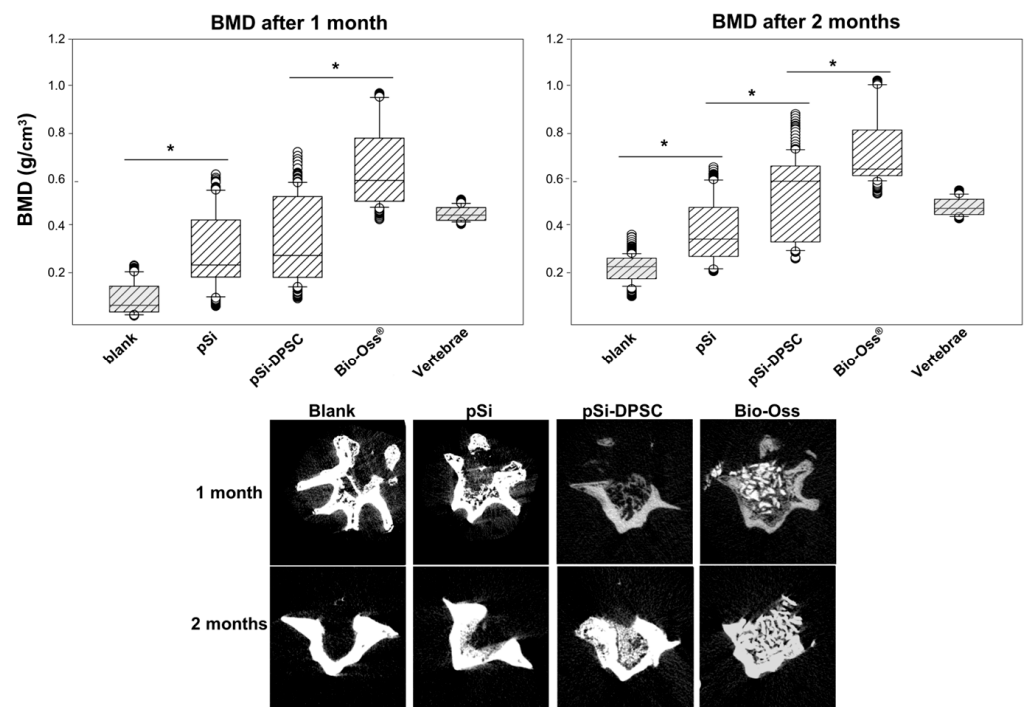 BMD after 1 month
BMD after 2 months
BMD (g/cm³)
1.2
1.0
0.8
0.6
0.4
0.2
*
*
blank
pSi
pSi-DPSC
Bio-Oss®
Vertebrae
1.2
1.0
0.8
0.6
0.4
0.2
*
*
*
blank
pSi
pSi-DPSC
Bio-Oss®
Vertebrae
Blank
pSi
pSi-DPSC
Bio-Oss
1 month
2 months